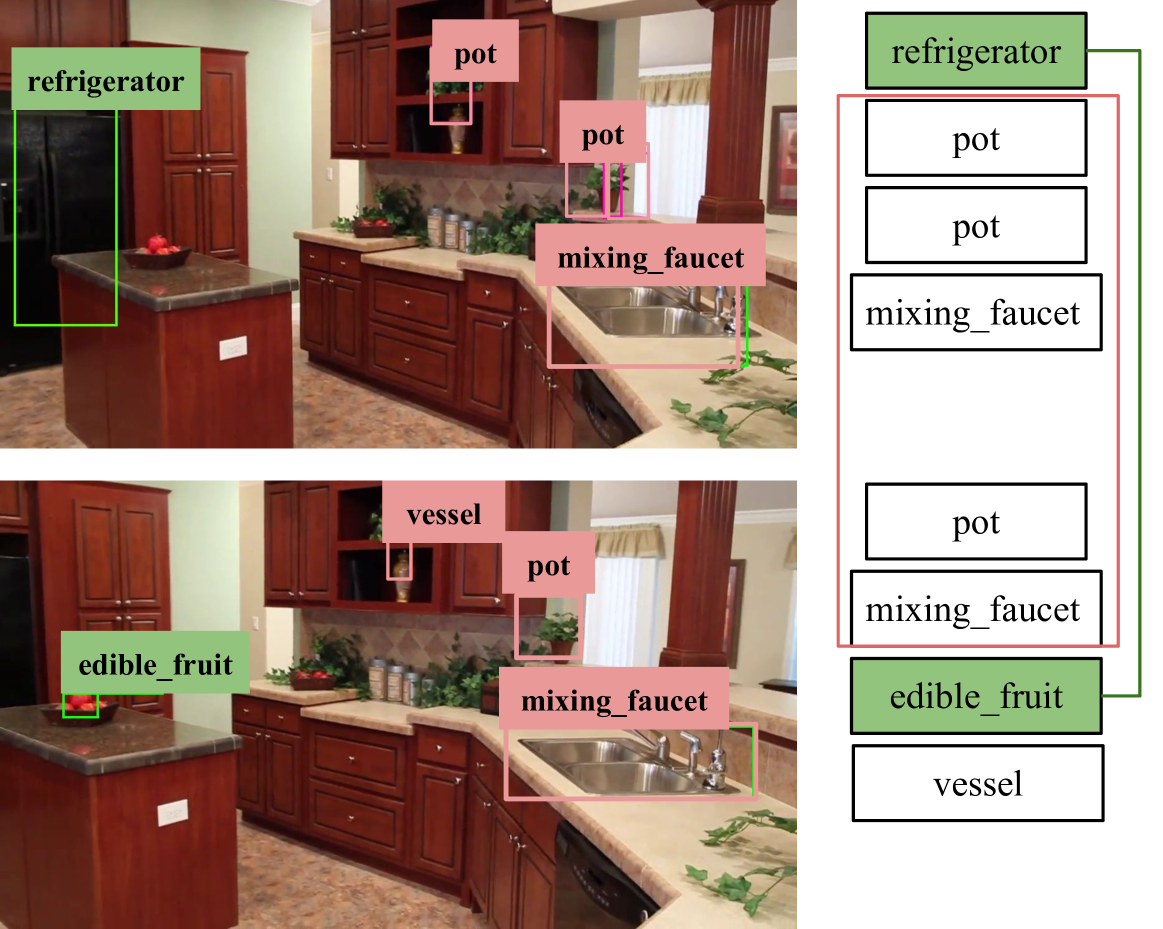 refrigerator
pot
pot
mixing_faucet
vessel
pot
edible_fruit
mixing_faucet
refrigerator
pot
pot
mixing_faucet
pot
mixing_faucet
edible_fruit
vessel